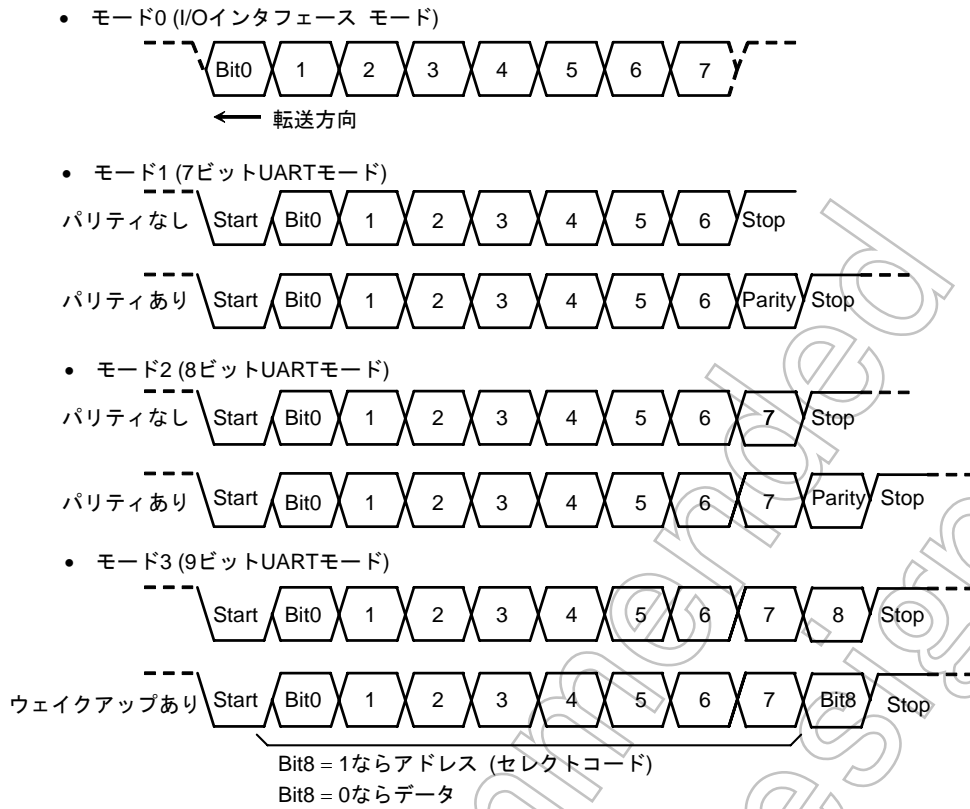 • モード0 (I/Oインタフェース モード)
Bit0 1 2 3 4 5 6 7
転送方向
• モード1 (7ビットUARTモード)
パリティなし Start Bit0 1 2 3 4 5 6 Stop
パリティあり Start Bit0 1 2 3 4 5 6 Parity Stop
• モード2 (8ビットUARTモード)
パリティなし Start Bit0 1 2 3 4 5 6 7 Stop
パリティあり Start Bit0 1 2 3 4 5 6 7 Parity Stop
• モード3 (9ビットUARTモード)
Start Bit0 1 2 3 4 5 6 7 8 Stop
ウェイクアップあり Start Bit0 1 2 3 4 5 6 7 Bit8 Stop
Bit8 = 1ならアドレス (セレクトコード)
Bit8 = 0ならデータ